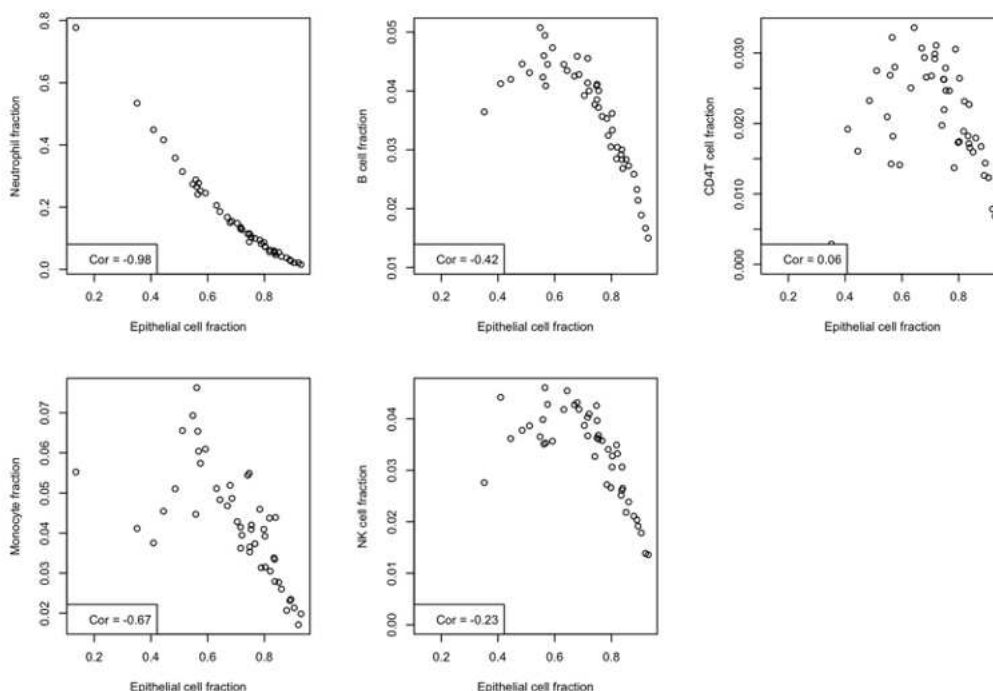 Neutrophil fraction
0.8
0.6
0.4
0.2
0.0
Cor = -0.98
0.2 0.4 0.6 0.8
Epithelial cell fraction
B cell fraction
0.05
0.04
0.03
0.02
0.01
Cor = -0.42
0.2 0.4 0.6 0.8
Epithelial cell fraction
CD4T cell fraction
0.030
0.020
0.010
0.000
Cor = 0.06
0.2 0.4 0.6 0.8
Epithelial cell fraction
Monocyte fraction
0.07
0.06
0.05
0.04
0.03
0.02
Cor = -0.67
0.2 0.4 0.6 0.8
Epithelial cell fraction
NK cell fraction
0.04
0.03
0.02
0.01
0.00
Cor = -0.23
0.2 0.4 0.6 0.8
Epithelial cell fraction